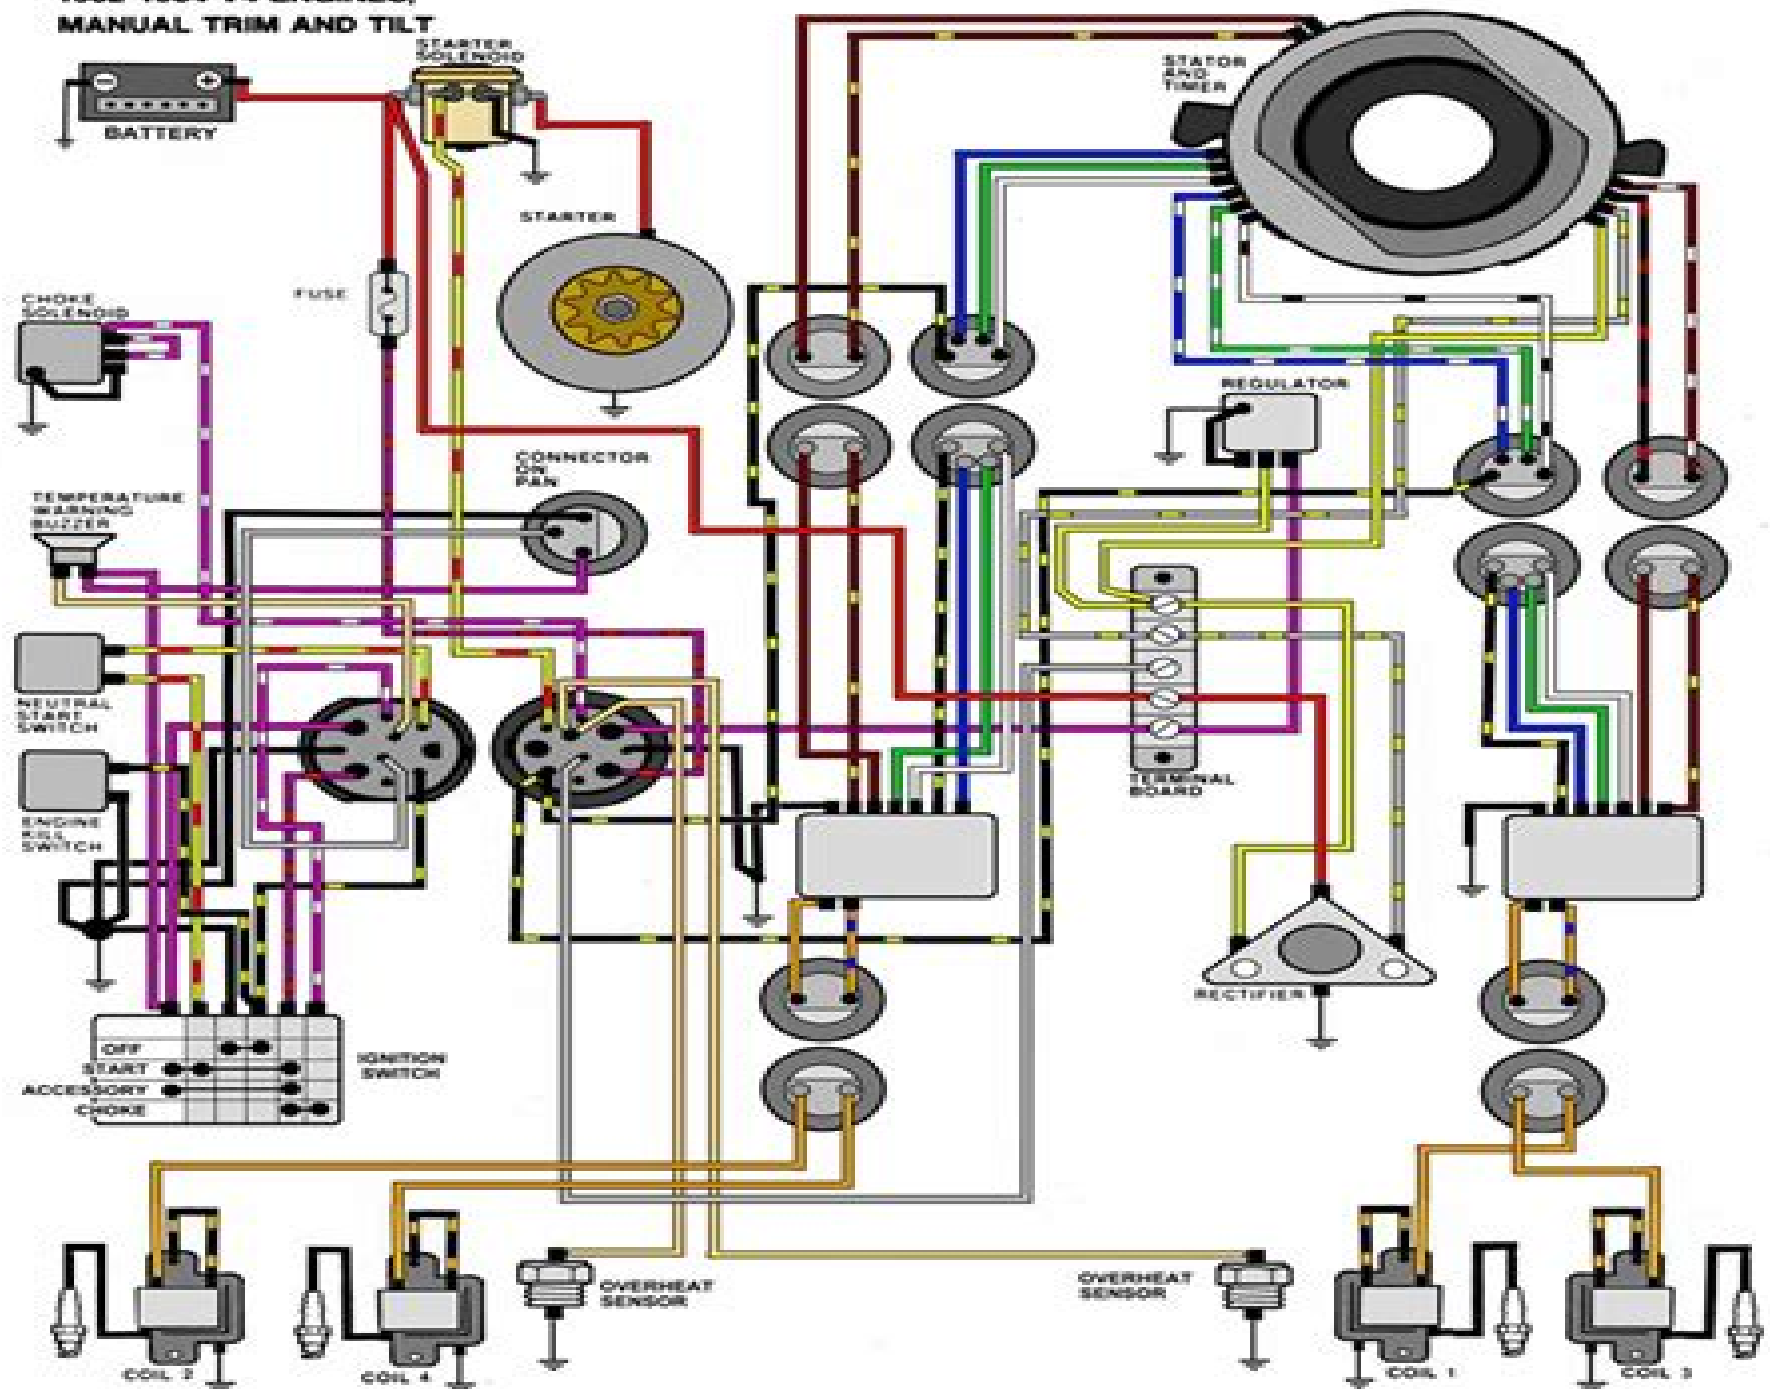 MANUAL TRIM AND TILT
STARTER
SOLENOID
BATTERY
STATOR
AND
TIMER
STARTER
FUSE
CHOKE
SOLENOID
REGULATOR
CONNECTOR
ON
PAN
TEMPERATURE
WARNING
BUZZER
NEUTRAL
START
SWITCH
TERMINAL
BOARD
ENGINE
KILL
SWITCH
RECTIFIER
OFF
START
ACCESSORY
CHOKE
IGNITION
SWITCH
OVERHEAT
SENSOR
OVERHEAT
SENSOR
COIL 2
COIL 4
COIL 1
COIL 3